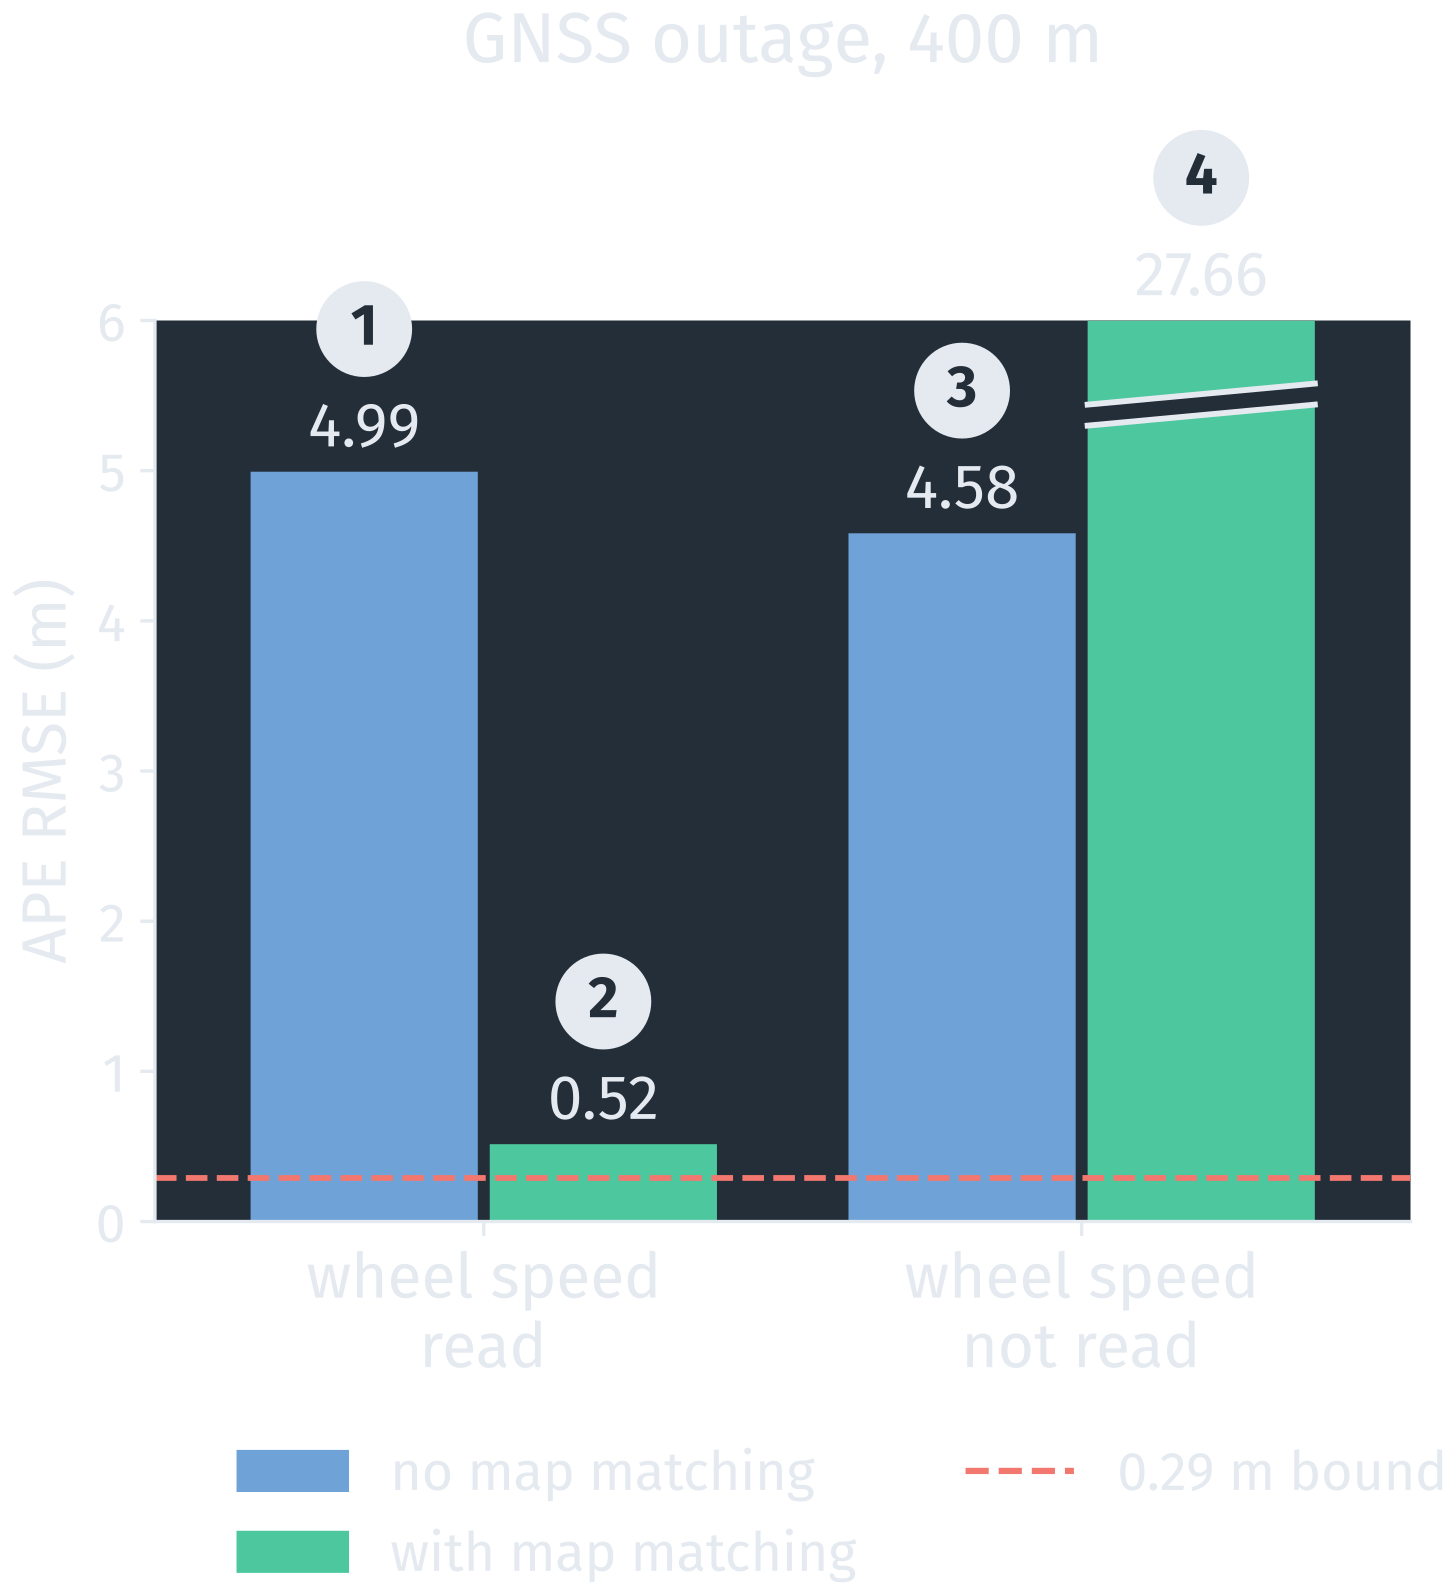 GNSS outage, 400 m
4
27.66
1
4.99
3
4.58
2
0.52
6
5
4
3
2
1
0
APE RMSE (m)
wheel speed
read
wheel speed
not read
no map matching
with map matching
0.29 m bound